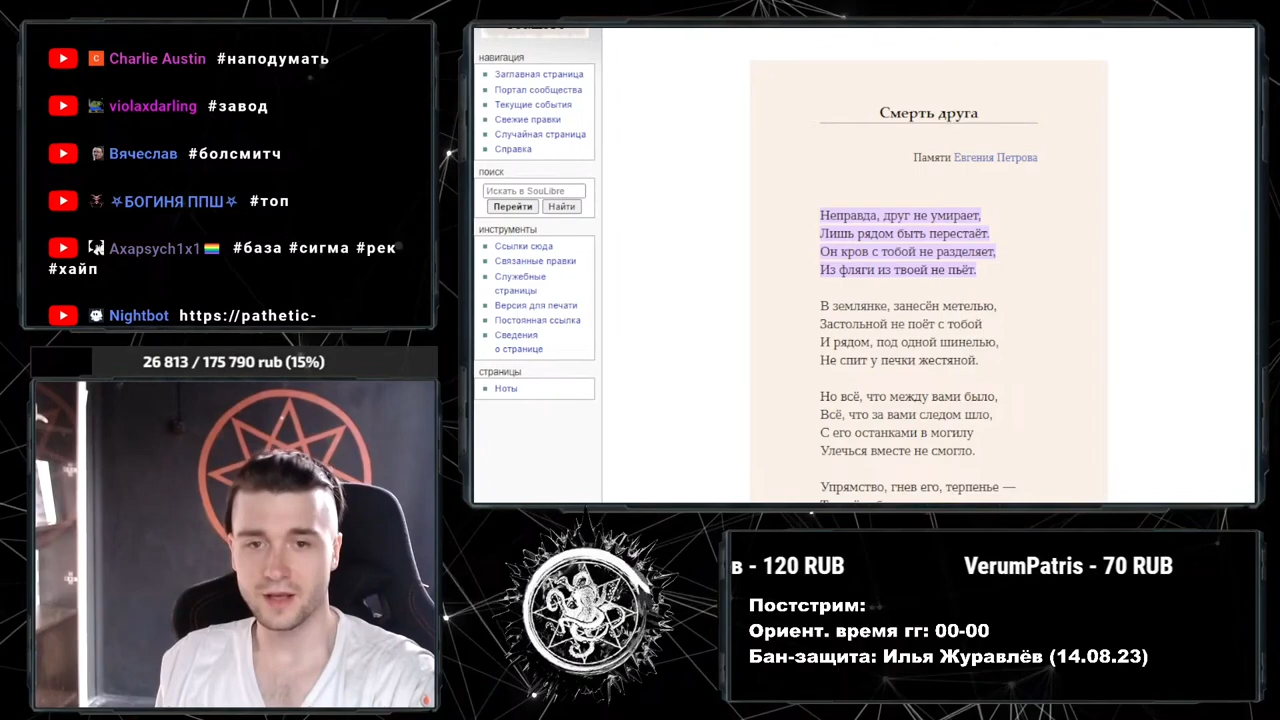 Charlie Austin #наподумать
violaxdarling #завод
Вячеслав #болсмитч
⛧БОГИНЯ ППШ⛧ #топ
Axapsych1x1 #база #сигма #рек
#хайп
Nightbot https://pathetic-
26 813 / 175 790 rub (15%)
навигация
Заглавная страница
Портал сообщества
Текущие события
Свежие правки
Случайная страница
Справка
поиск
Искать в SouLibre
Перейти Найти
инструменты
Ссылки сюда
Связанные правки
Служебные
страницы
Версия для печати
Постоянная ссылка
Сведения
о странице
страницы
Ноты
Смерть друга
Памяти Евгения Петрова
Неправда, друг не умирает,
Лишь рядом быть перестаёт.
Он кров с тобой не разделяет,
Из фляги из твоей не пьёт.
В землянке, занесён метелью,
Застольной не поёт с тобой
И рядом, под одной шинелью,
Не спит у печки жестяной.
Но всё, что между вами было,
Всё, что за вами следом шло,
С его останками в могилу
Улечься вместе не смогло.
Упрямство, гнев его, терпенье —
в - 120 RUB VerumPatris - 70 RUB
Постстрим:
Ориент. время гг: 00-00
Бан-защита: Илья Журавлёв (14.08.23)